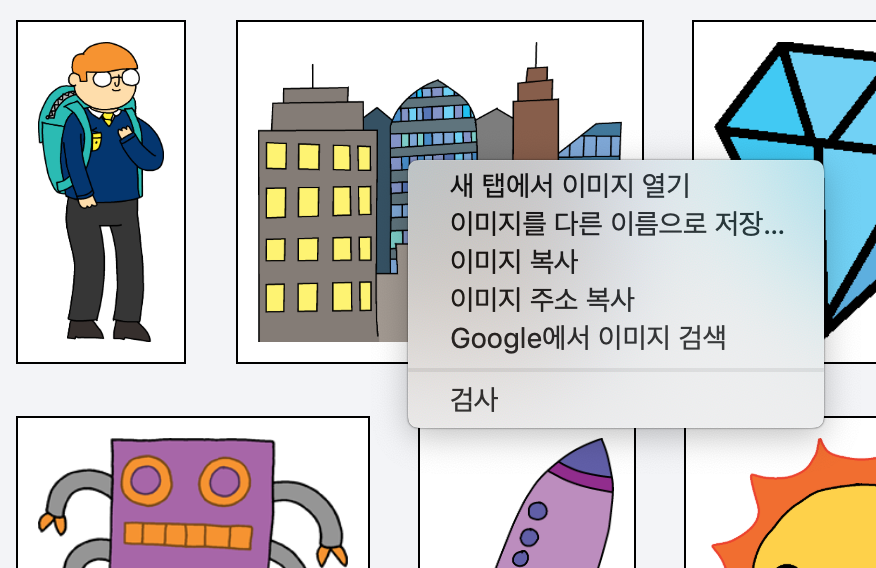 새 탭에서 이미지 열기
이미지를 다른 이름으로 저장...
이미지 복사
이미지 주소 복사
Google에서 이미지 검색
검사